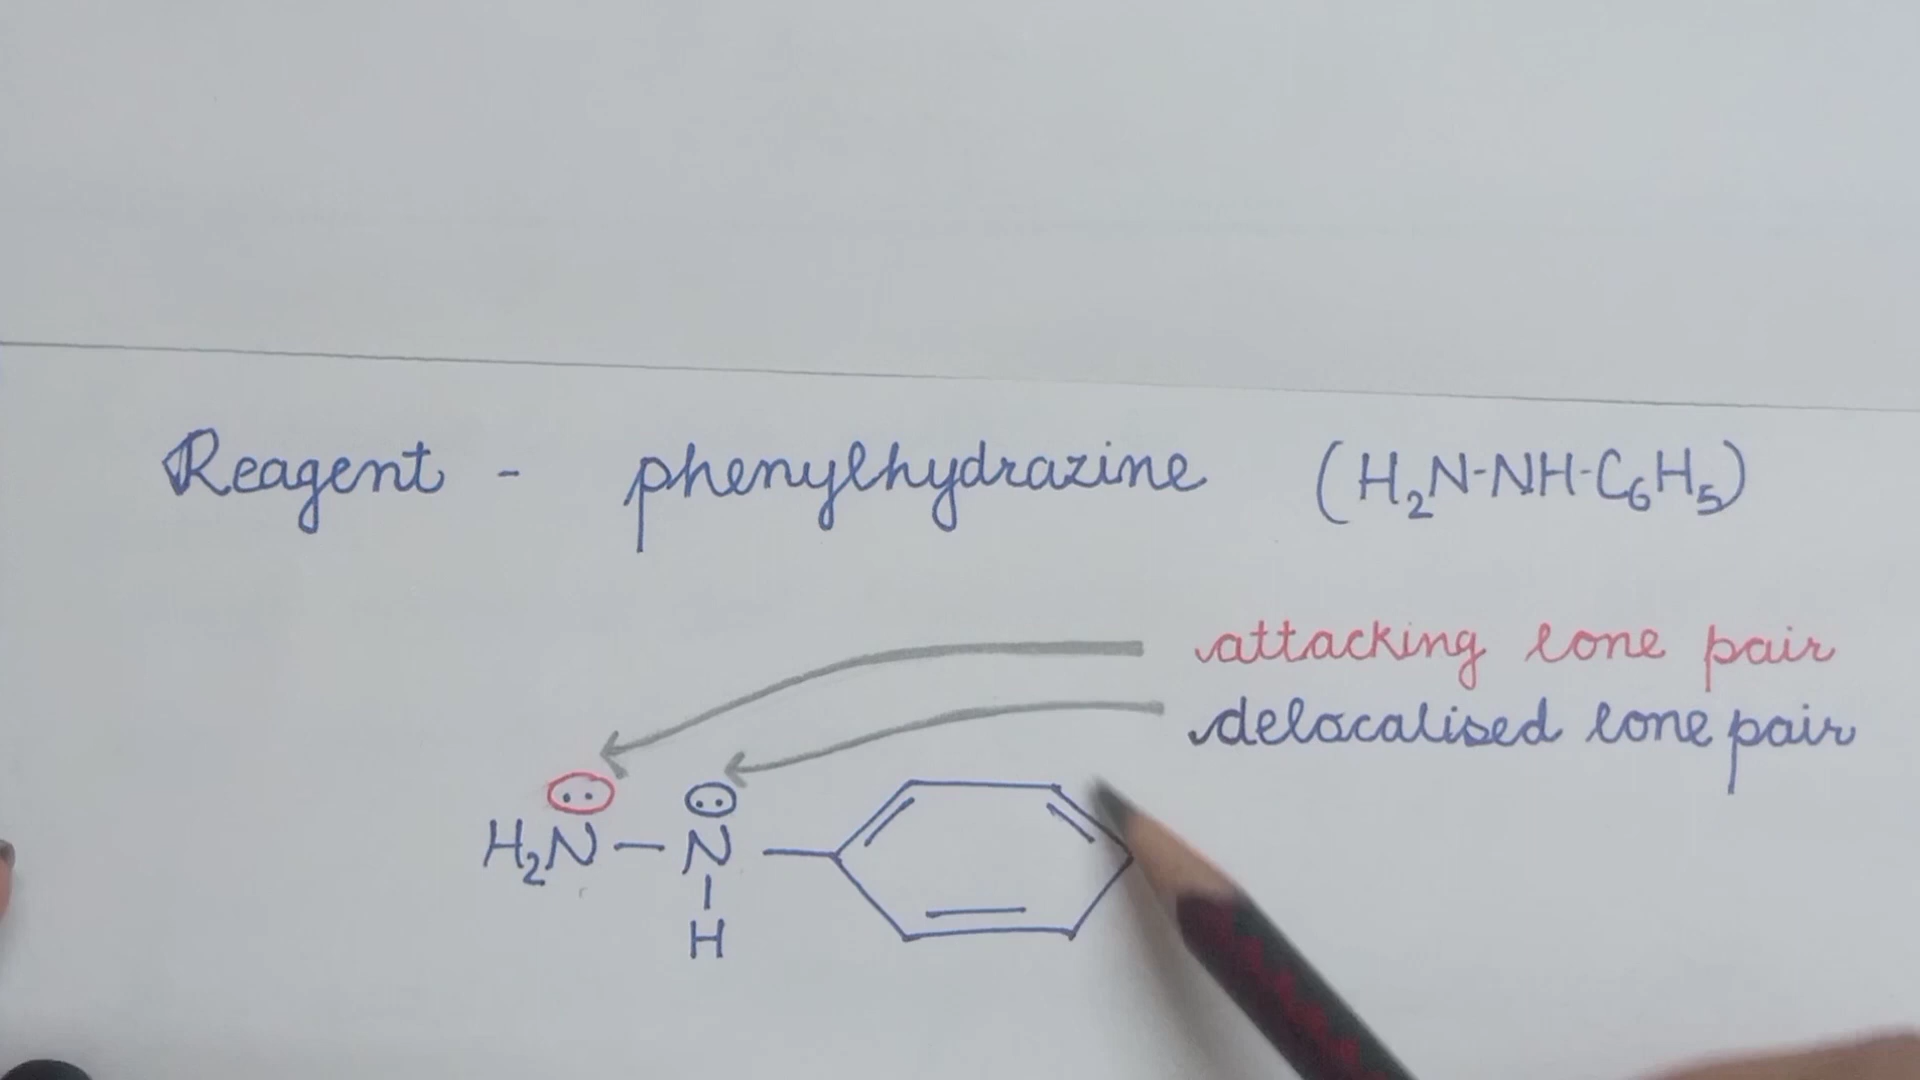 Reagent - phenylhydrazine (H₂N-NH-C₆H₅)
attacking lone pair
delocalised lone pair
H₂N - N -
H